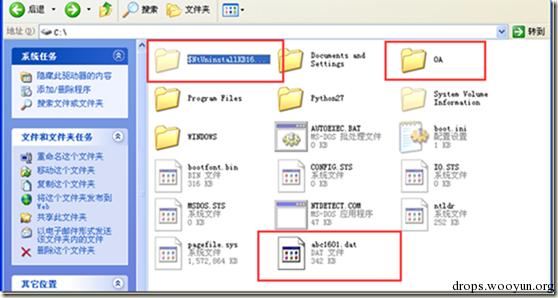 后退
搜索
文件夹
地址(D)
C:\
转到
系统任务
隐藏此驱动器的内容
添加/删除程序
搜索文件或文件夹
文件和文件夹任务
重命名这个文件夹
移动这个文件夹
复制这个文件夹
将这个文件夹发布到
Web
共享此文件夹
以电子邮件形式发送
该文件夹中的文件
删除这个文件夹
其它位置
$NtUninstallKB16...
Documents and
Settings
OA
Program Files
Python27
System Volume
Information
WINDOWS
AUTOEXEC.BAT
MS-DOS 批处理文件
0 KB
boot.ini
配置设置
1 KB
bootfont.bin
BIN 文件
316 KB
CONFIG.SYS
系统文件
0 KB
IO.SYS
系统文件
0 KB
MSDOS.SYS
系统文件
0 KB
NTDETECT.COM
MS-DOS 应用程序
47 KB
ntldr
系统文件
252 KB
pagefile.sys
系统文件
1,572,864 KB
abc1601.dat
DAT 文件
342 KB
drops.wooyun.org